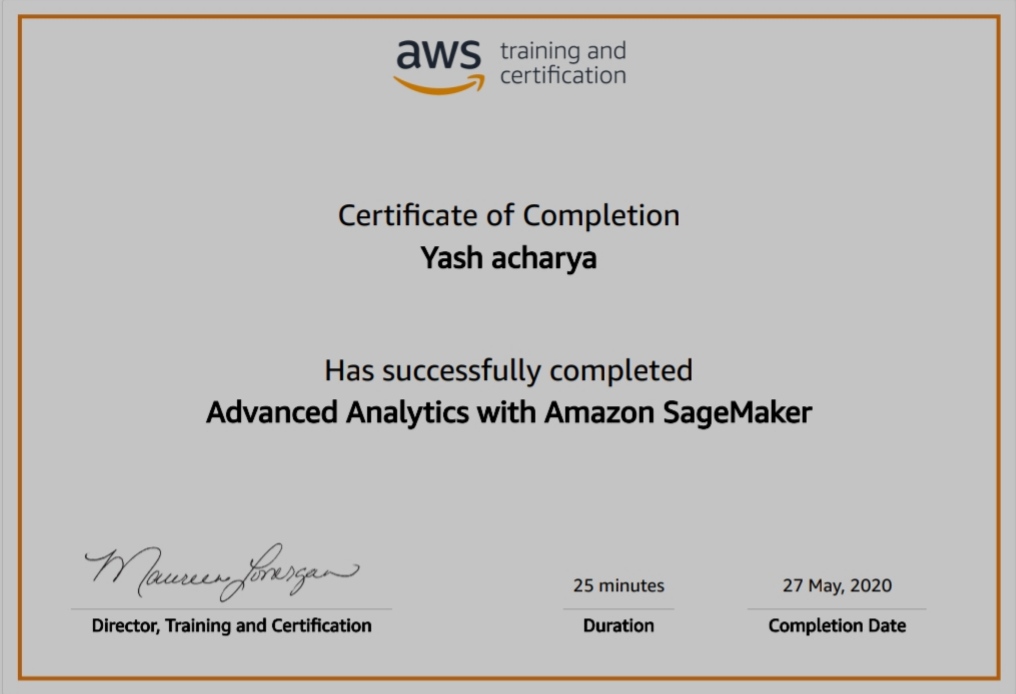 aws training and
certification
Certificate of Completion
Yash acharya
Has successfully completed
Advanced Analytics with Amazon SageMaker
Maureen Lonergan
25 minutes
27 May, 2020
Director, Training and Certification
Duration
Completion Date